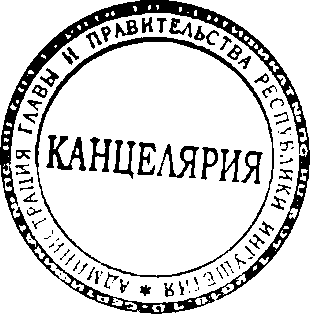 АДМИНИСТРАЦИЯ ГЛАВЫ И ПРАВИТЕЛЬСТВА РЕСПУБЛИКИ ИНГУШЕТИЯ *
КАНЦЕЛЯРИЯ